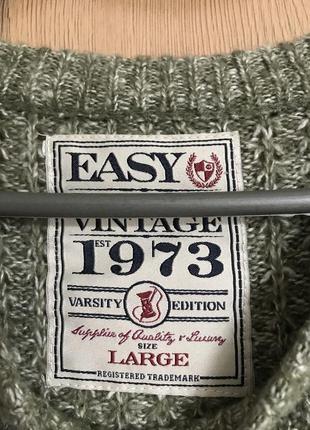 EASY
VINTAGE
EST
1973
VARSITY EDITION
Supplier of Quality & Luxury
SIZE
LARGE
REGISTERED TRADEMARK